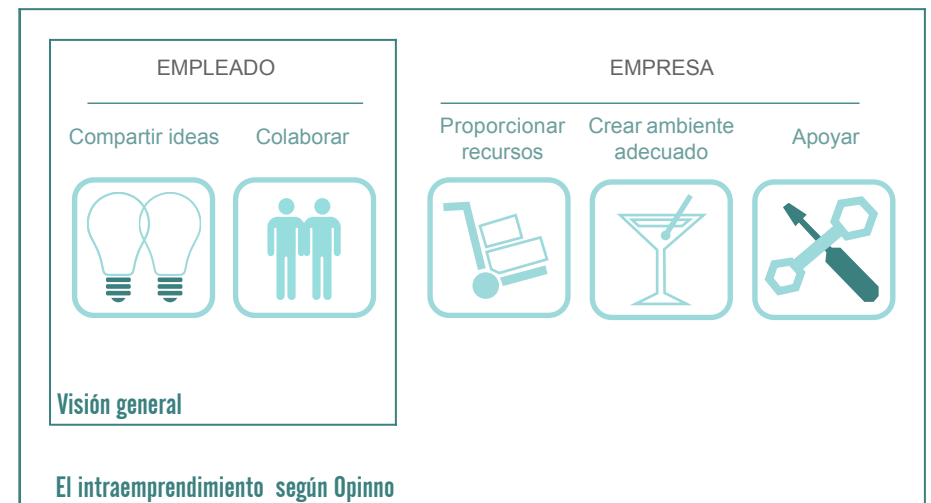 EMPLEADO
EMPRESA
Compartir ideas
Colaborar
Proporcionar
recursos
Crear ambiente
adecuado
Apoyar
Visión general
El intraemprendimiento según Opinno